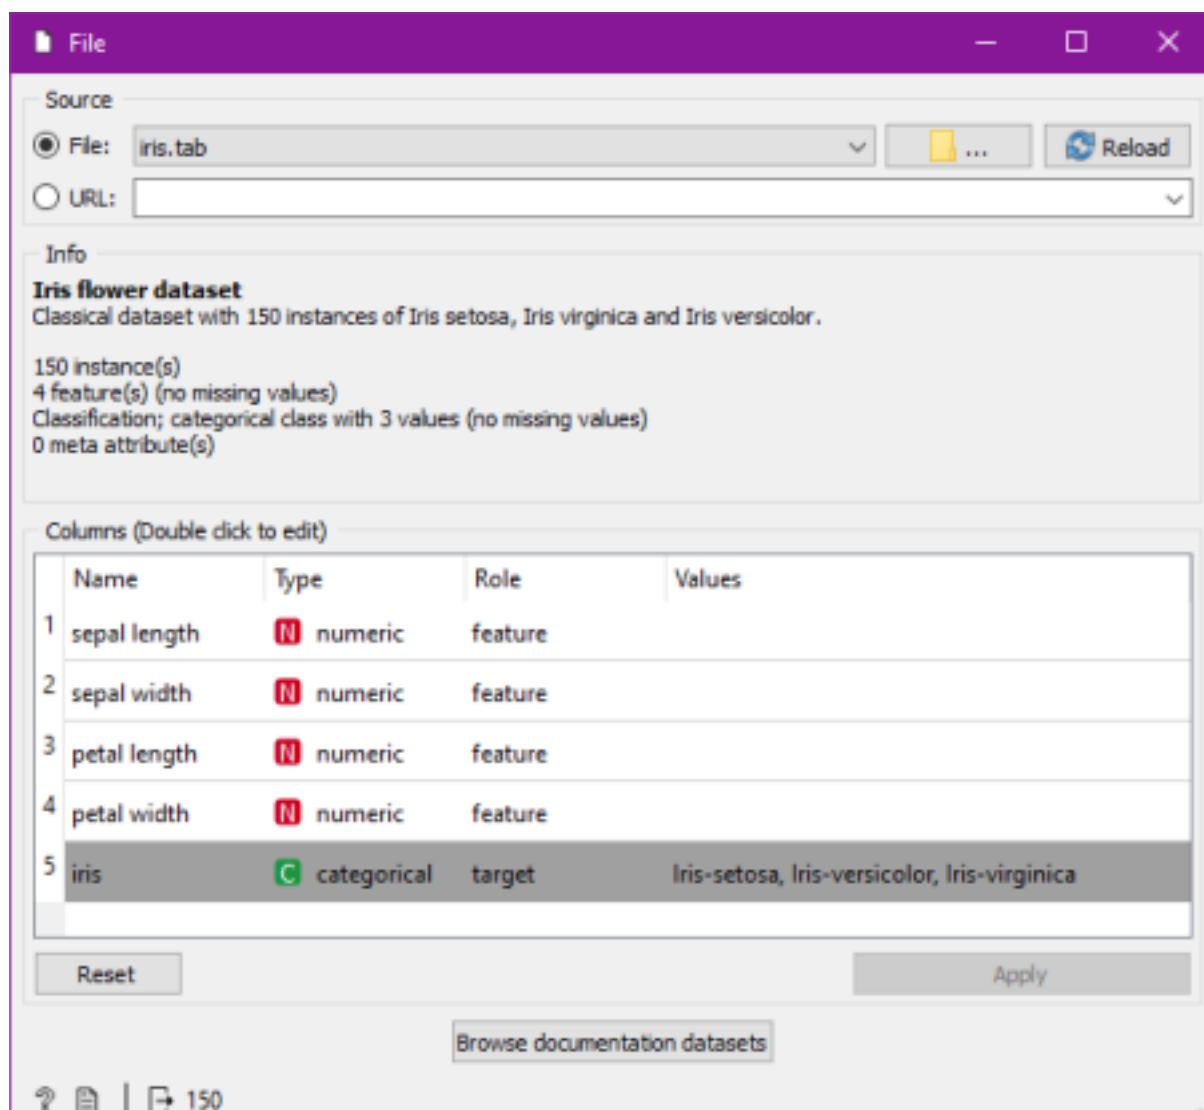 File
Source
File: iris.tab ... Reload
URL:
Info
Iris flower dataset
Classical dataset with 150 instances of Iris setosa, Iris virginica and Iris versicolor.
150 instance(s)
4 feature(s) (no missing values)
Classification; categorical class with 3 values (no missing values)
0 meta attribute(s)
Columns (Double click to edit)
Name Type Role Values
1 sepal length N numeric feature
2 sepal width N numeric feature
3 petal length N numeric feature
4 petal width N numeric feature
5 iris C categorical target Iris-setosa, Iris-versicolor, Iris-virginica
Reset Apply
Browse documentation datasets
? 150